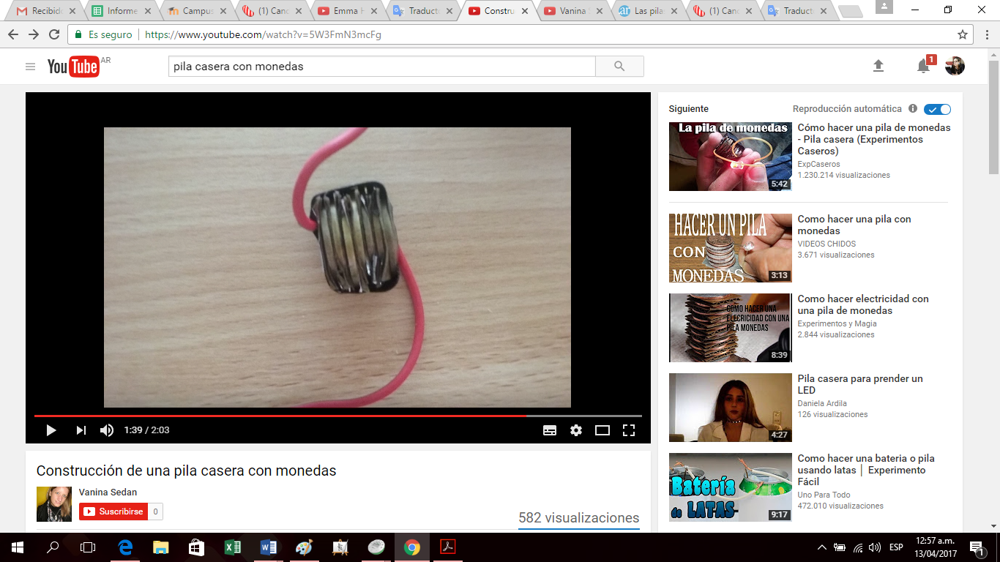 Recibido
Informe
Campus
(1) Canc
Emma H
Traducto
Constru
Vanina S
Las pila
(1) Canc
Traducto
Es seguro https://www.youtube.com/watch?v=5W3FmN3mcFg
YouTube AR
pila casera con monedas
1
1:39 / 2:03
Construcción de una pila casera con monedas
Vanina Sedan
Suscribirse 0
582 visualizaciones
Siguiente
Reproducción automática
La pila de monedas
5:42
Cómo hacer una pila de monedas
- Pila casera (Experimentos
Caseros)
ExpCaseros
1.230.214 visualizaciones
HACER UN PILA
CON
MONEDAS
3:13
Como hacer una pila con
monedas
VIDEOS CHIDOS
3.671 visualizaciones
COMO HACER UNA
ELECRICIDAD CON UNA
PILA MONEDAS
8:39
Como hacer electricidad con
una pila de monedas
Experimentos y Magia
2.844 visualizaciones
4:27
Pila casera para prender un
LED
Daniela Ardila
126 visualizaciones
Batería
de LATAS
9:17
Como hacer una bateria o pila
usando latas | Experimento
Fácil
Uno Para Todo
472.010 visualizaciones
ESP
12:57 a.m.
13/04/2017
1